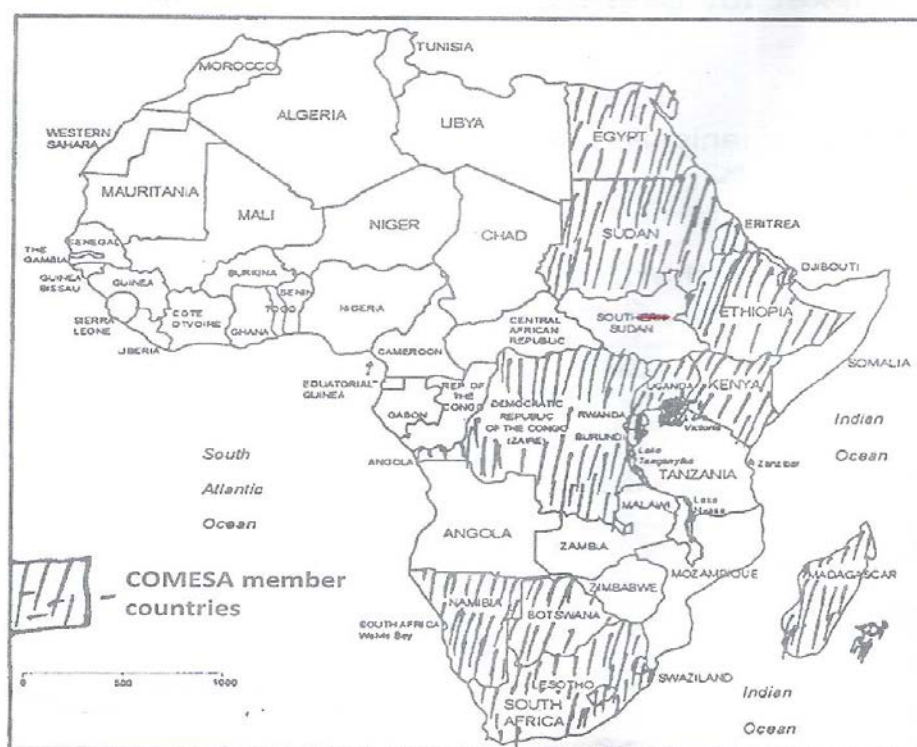 TUNISIA
MOROCCO
ALGERIA
LIBYA
EGYPT
WESTERN
SAHARA
MAURITANIA
MALI
NIGER
CHAD
SUDAN
ERITREA
SENEGAL
THE
GAMBIA
GUINEA
BISSAU
GUINEA
BURKINA
BENIN
DJIBOUTI
SIERRA
LEONE
COTE
D'IVOIRE
GHANA
TOGO
NIGERIA
CENTRAL
AFRICAN
REPUBLIC
SOUTHERN
SUDAN
ETHIOPIA
LIBERIA
CAMEROON
SOMALIA
EQUATORIAL
GUINEA
GABON
REP OF
THE
CONGO
DEMOCRATIC
REPUBLIC
OF THE CONGO
(ZAIRE)
UGANDA
KENYA
RWANDA
BURUNDI
Victoria
Indian
Ocean
ANGOLA
Lake
Tanganyika
TANZANIA
Zanzibar
South
Atlantic
Ocean
ANGOLA
MALAWI
Lake
ZAMBIA
MOZAMBIQUE
ZIMBABWE
MADAGASCAR
COMESA member
countries
NAMIBIA
BOTSWANA
SOUTH AFRICA
Walvis Bay
SWAZILAND
LESOTHO
SOUTH
AFRICA
0
500
1000
Indian
Ocean